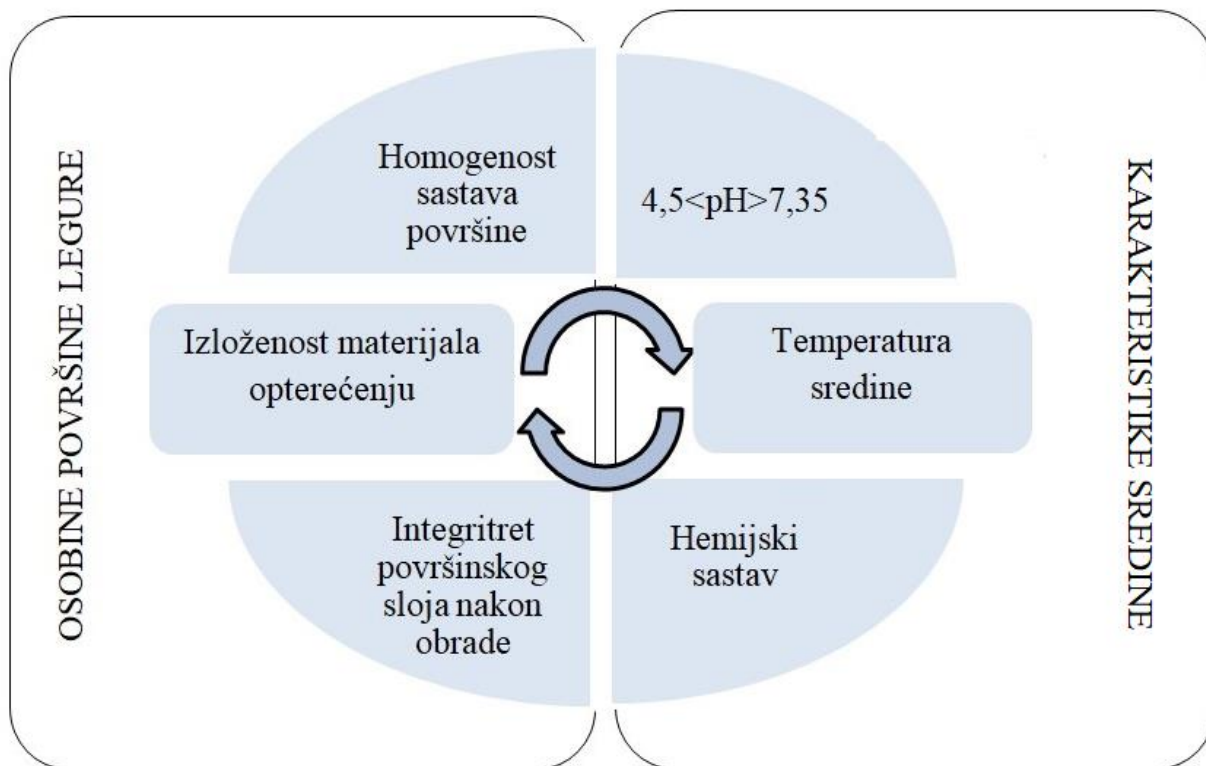 OSOBINE POVRŠINE LEGURE
Homogenost
sastava
površine
Izloženost materijala
opterećenju
Integritret
površinskog
sloja nakon
obrade
4,5<pH>7,35
Temperatura
sredine
Hemijski
sastav
KARAKTERISTIKE SREDINE